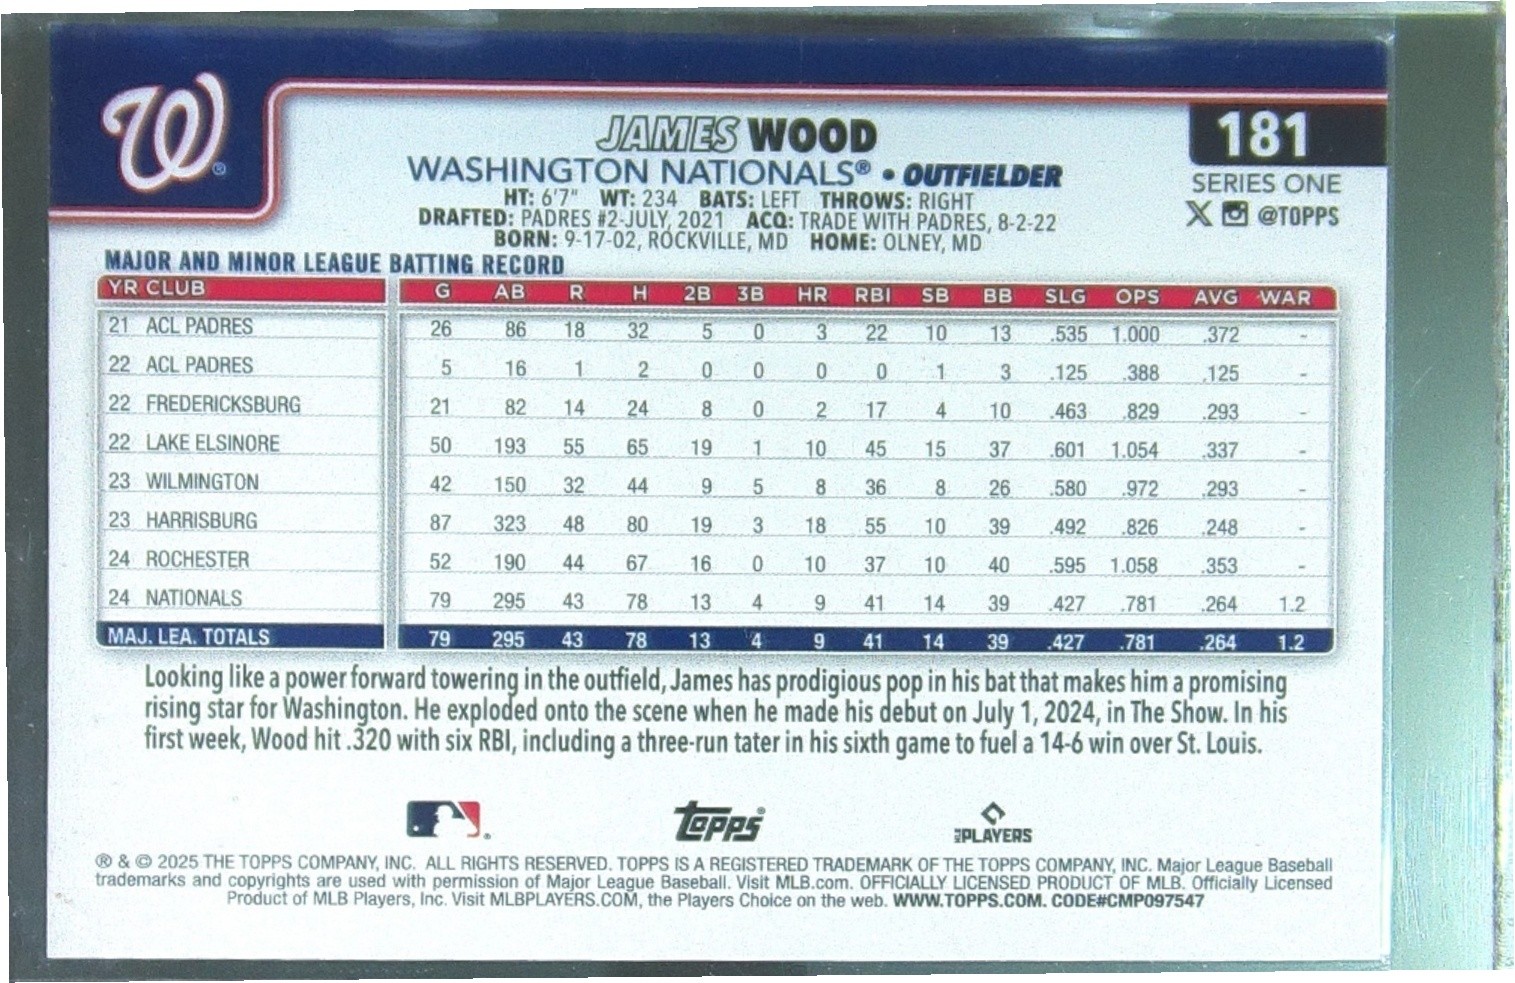 W®
JAMES WOOD
181
WASHINGTON NATIONALS® • OUTFIELDER
SERIES ONE
HT: 6'7" WT: 234 BATS: LEFT THROWS: RIGHT
X @TOPPS
DRAFTED: PADRES #2-JULY, 2021 ACQ: TRADE WITH PADRES, 8-2-22
BORN: 9-17-02, ROCKVILLE, MD HOME: OLNEY, MD
MAJOR AND MINOR LEAGUE BATTING RECORD
YR CLUB G AB R H 2B 3B HR RBI SB BB SLG OPS AVG WAR
21 ACL PADRES 26 86 18 32 5 0 3 22 10 13 .535 1.000 .372 -
22 ACL PADRES 5 16 1 2 0 0 0 0 1 3 .125 .388 .125 -
22 FREDERICKSBURG 21 82 14 24 8 0 2 17 4 10 .463 .829 .293 -
22 LAKE ELSINORE 50 193 55 65 19 1 10 45 15 37 .601 1.054 .337 -
23 WILMINGTON 42 150 32 44 9 5 8 36 8 26 .580 .972 .293 -
23 HARRISBURG 87 323 48 80 19 3 18 55 10 39 .492 .826 .248 -
24 ROCHESTER 52 190 44 67 16 0 10 37 10 40 .595 1.058 .353 -
24 NATIONALS 79 295 43 78 13 4 9 41 14 39 .427 .781 .264 1.2
MAJ. LEA. TOTALS 79 295 43 78 13 4 9 41 14 39 .427 .781 .264 1.2
Looking like a power forward towering in the outfield, James has prodigious pop in his bat that makes him a promising
rising star for Washington. He exploded onto the scene when he made his debut on July 1, 2024, in The Show. In his
first week, Wood hit .320 with six RBI, including a three-run tater in his sixth game to fuel a 14-6 win over St. Louis.
Topps® MLB PLAYERS
® & © 2025 THE TOPPS COMPANY, INC. ALL RIGHTS RESERVED. TOPPS IS A REGISTERED TRADEMARK OF THE TOPPS COMPANY, INC. Major League Baseball
trademarks and copyrights are used with permission of Major League Baseball. Visit MLB.com. OFFICIALLY LICENSED PRODUCT OF MLB. Officially Licensed
Product of MLB Players, Inc. Visit MLBPLAYERS.COM, the Players Choice on the web. WWW.TOPPS.COM. CODE#CMP097547